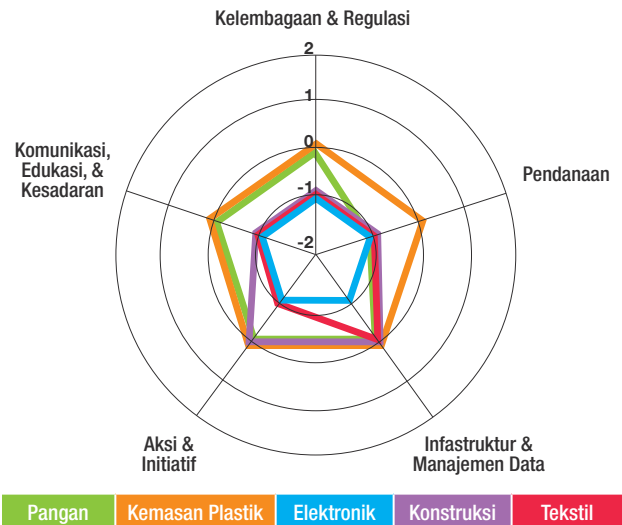 Kelembagaan & Regulasi
2
1
0
-1
-2
Komunikasi,
Edukasi, &
Kesadaran
Pendanaan
Aksi &
Initiatif
Infastruktur &
Manajemen Data
Pangan
Kemasan Plastik
Elektronik
Konstruksi
Tekstil